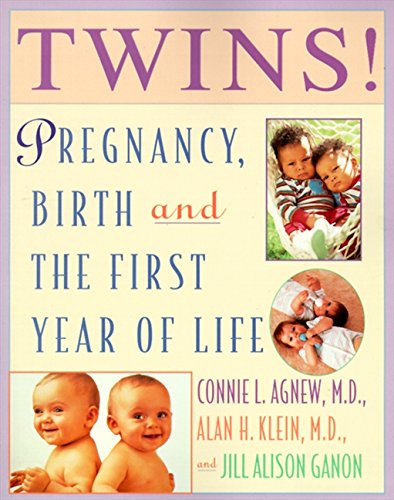 TWINS!
PREGNANCY,
BIRTH and
THE FIRST
YEAR OF LIFE
CONNIE L. AGNEW, M.D.,
ALAN H. KLEIN, M.D.,
and JILL ALISON GANON